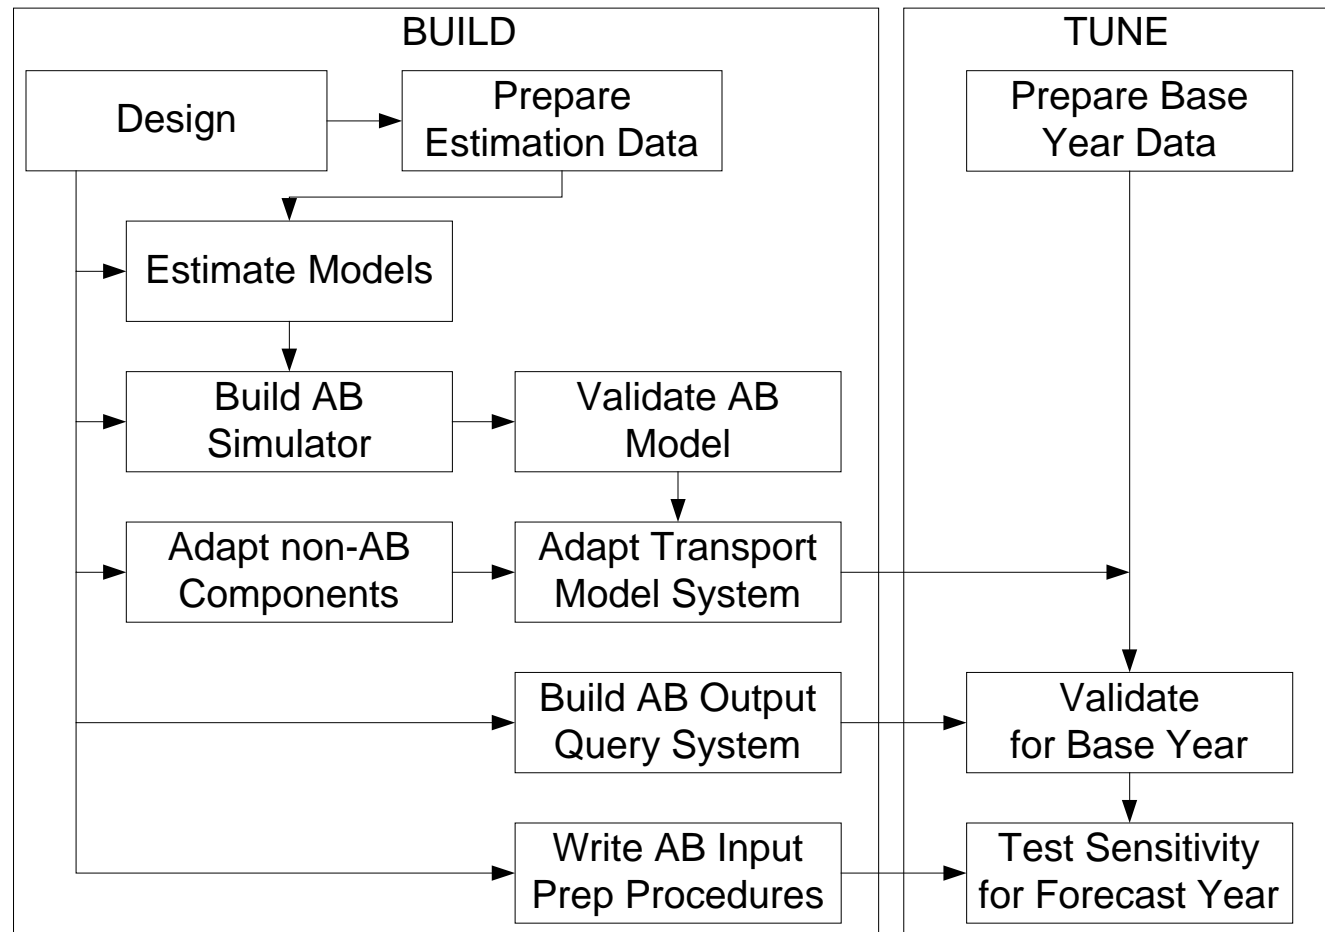 BUILD
TUNE
Design
Prepare
Estimation Data
Prepare Base
Year Data
Estimate Models
Build AB
Simulator
Validate AB
Model
Adapt non-AB
Components
Adapt Transport
Model System
Build AB Output
Query System
Validate
for Base Year
Write AB Input
Prep Procedures
Test Sensitivity
for Forecast Year